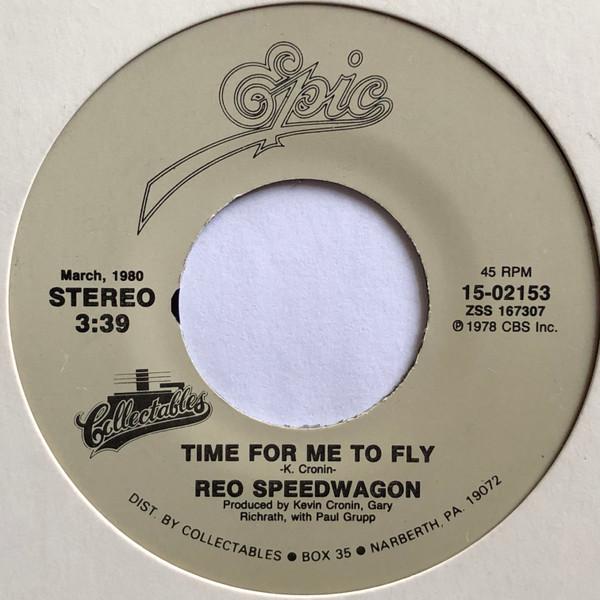 Epic
March, 1980
STEREO
3:39
45 RPM
15-02153
ZSS 167307
℗ 1978 CBS Inc.
Collectables
TIME FOR ME TO FLY
-K. Cronin-
REO SPEEDWAGON
Produced by Kevin Cronin, Gary
Richrath, with Paul Grupp
DIST. BY COLLECTABLES ● BOX 35 ● NARBERTH, PA. 19072